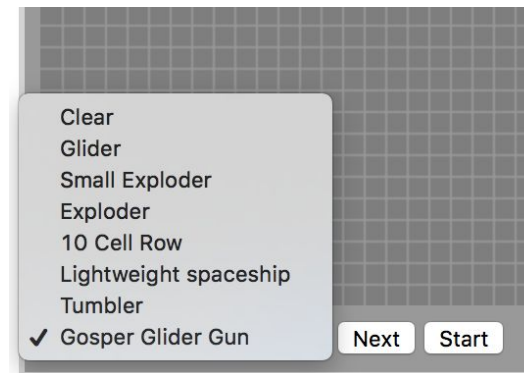 Clear
Glider
Small Exploder
Exploder
10 Cell Row
Lightweight spaceship
Tumbler
✓ Gosper Glider Gun Next Start